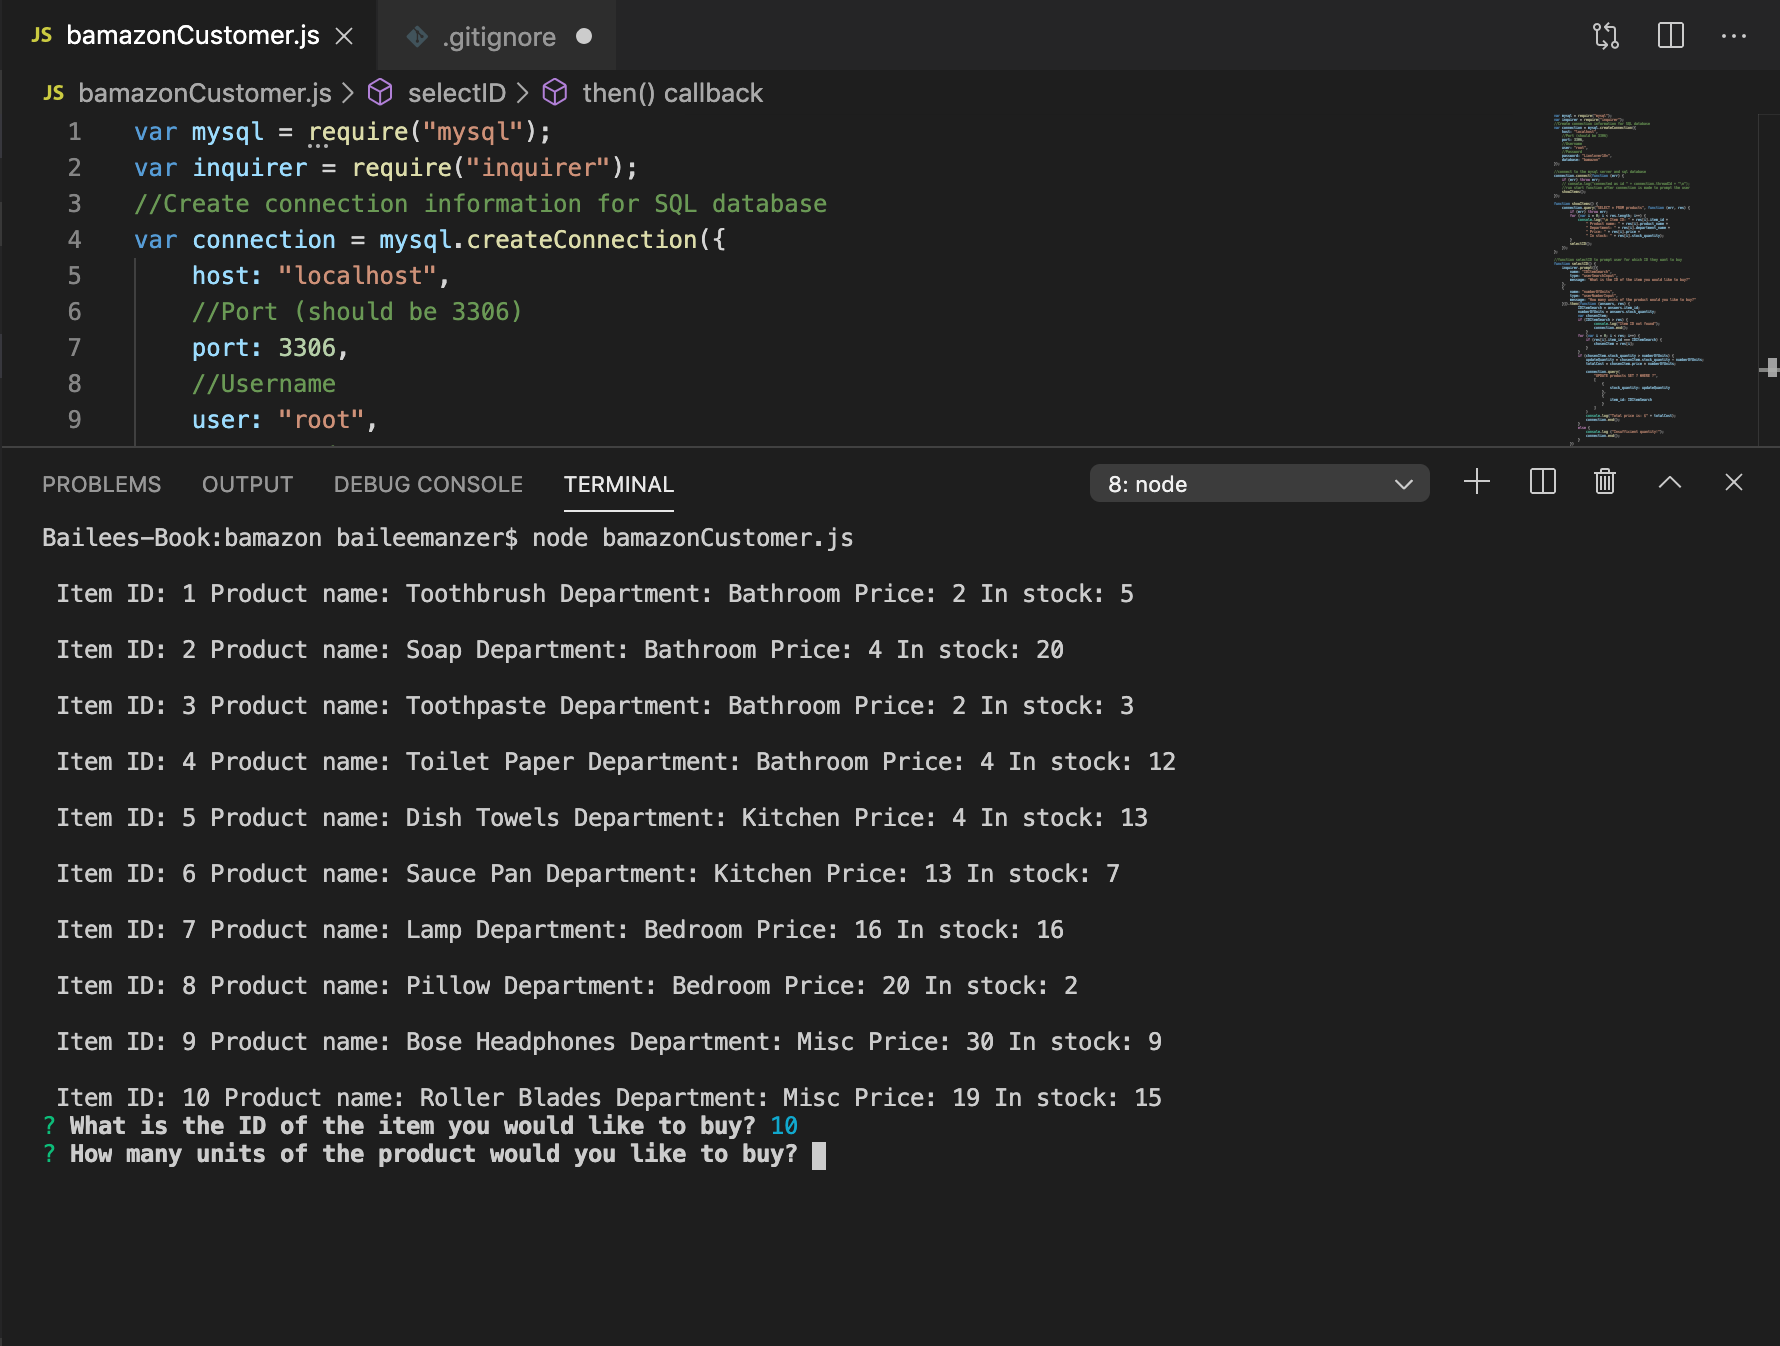 JS bamazonCustomer.js
.gitignore
JS bamazonCustomer.js > selectID > then() callback
1 var mysql = require("mysql");
2 var inquirer = require("inquirer");
3 //Create connection information for SQL database
4 var connection = mysql.createConnection({
5 host: "localhost",
6 //Port (should be 3306)
7 port: 3306,
8 //Username
9 user: "root",
PROBLEMS OUTPUT DEBUG CONSOLE TERMINAL 8: node
Bailees-Book:bamazon baileemanzer$ node bamazonCustomer.js
Item ID: 1 Product name: Toothbrush Department: Bathroom Price: 2 In stock: 5
Item ID: 2 Product name: Soap Department: Bathroom Price: 4 In stock: 20
Item ID: 3 Product name: Toothpaste Department: Bathroom Price: 2 In stock: 3
Item ID: 4 Product name: Toilet Paper Department: Bathroom Price: 4 In stock: 12
Item ID: 5 Product name: Dish Towels Department: Kitchen Price: 4 In stock: 13
Item ID: 6 Product name: Sauce Pan Department: Kitchen Price: 13 In stock: 7
Item ID: 7 Product name: Lamp Department: Bedroom Price: 16 In stock: 16
Item ID: 8 Product name: Pillow Department: Bedroom Price: 20 In stock: 2
Item ID: 9 Product name: Bose Headphones Department: Misc Price: 30 In stock: 9
Item ID: 10 Product name: Roller Blades Department: Misc Price: 19 In stock: 15
? What is the ID of the item you would like to buy? 10
? How many units of the product would you like to buy?